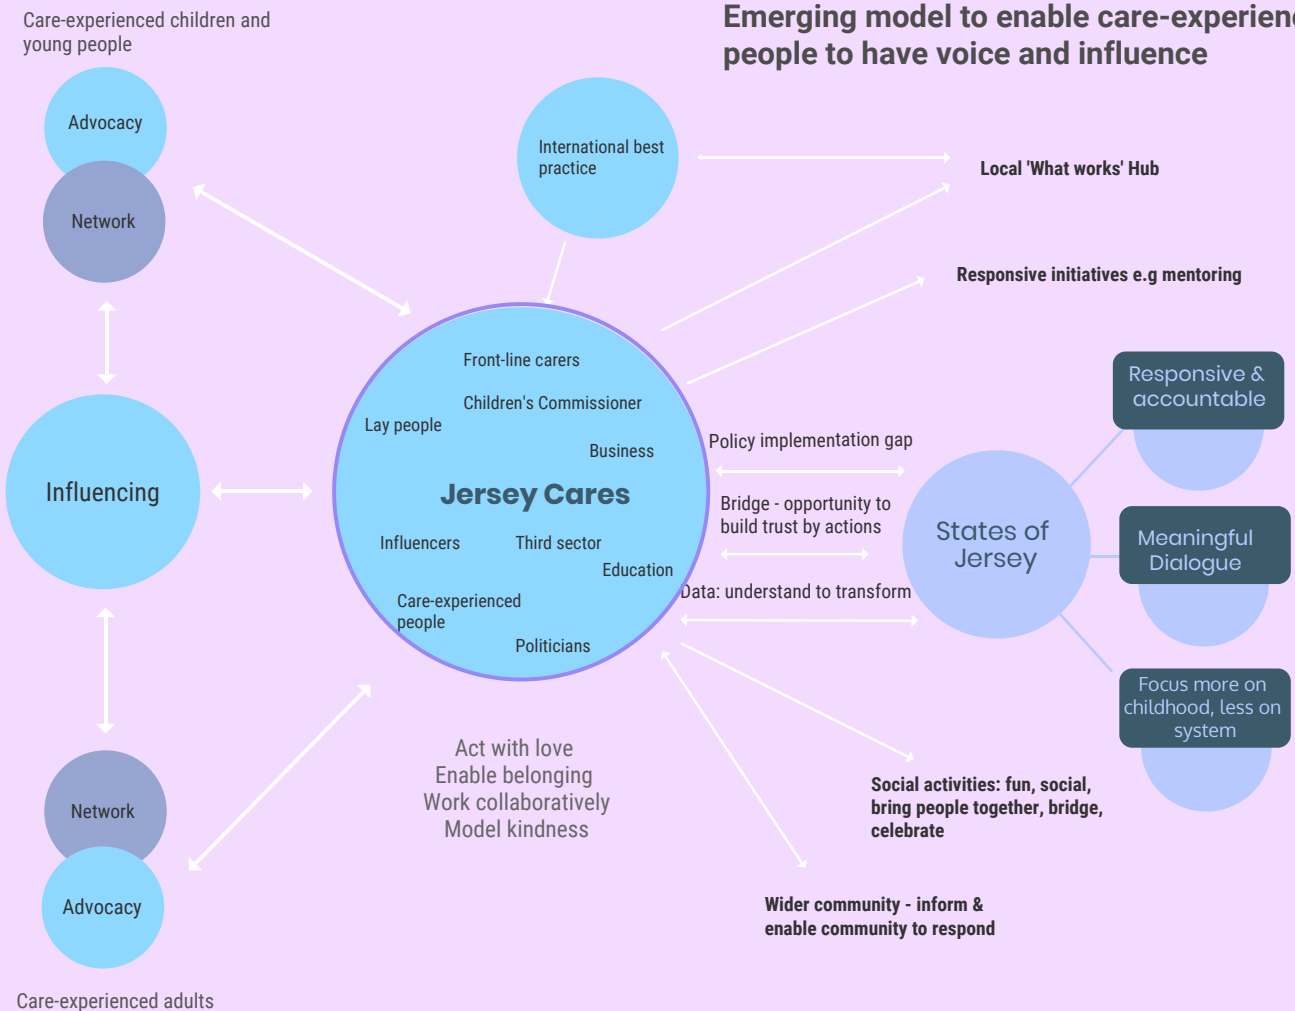 Care-experienced children and
young people
Emerging model to enable care-experienc
people to have voice and influence
Advocacy
Network
International best
practice
Local 'What works' Hub
Responsive initiatives e.g mentoring
Front-line carers
Children's Commissioner
Lay people
Business
Jersey Cares
Influencers
Third sector
Education
Care-experienced
people
Politicians
Influencing
Policy implementation gap
Bridge - opportunity to
build trust by actions
Data: understand to transform
States of
Jersey
Responsive &
accountable
Meaningful
Dialogue
Focus more on
childhood, less on
system
Act with love
Enable belonging
Work collaboratively
Model kindness
Social activities: fun, social,
bring people together, bridge,
celebrate
Wider community - inform &
enable community to respond
Network
Advocacy
Care-experienced adults